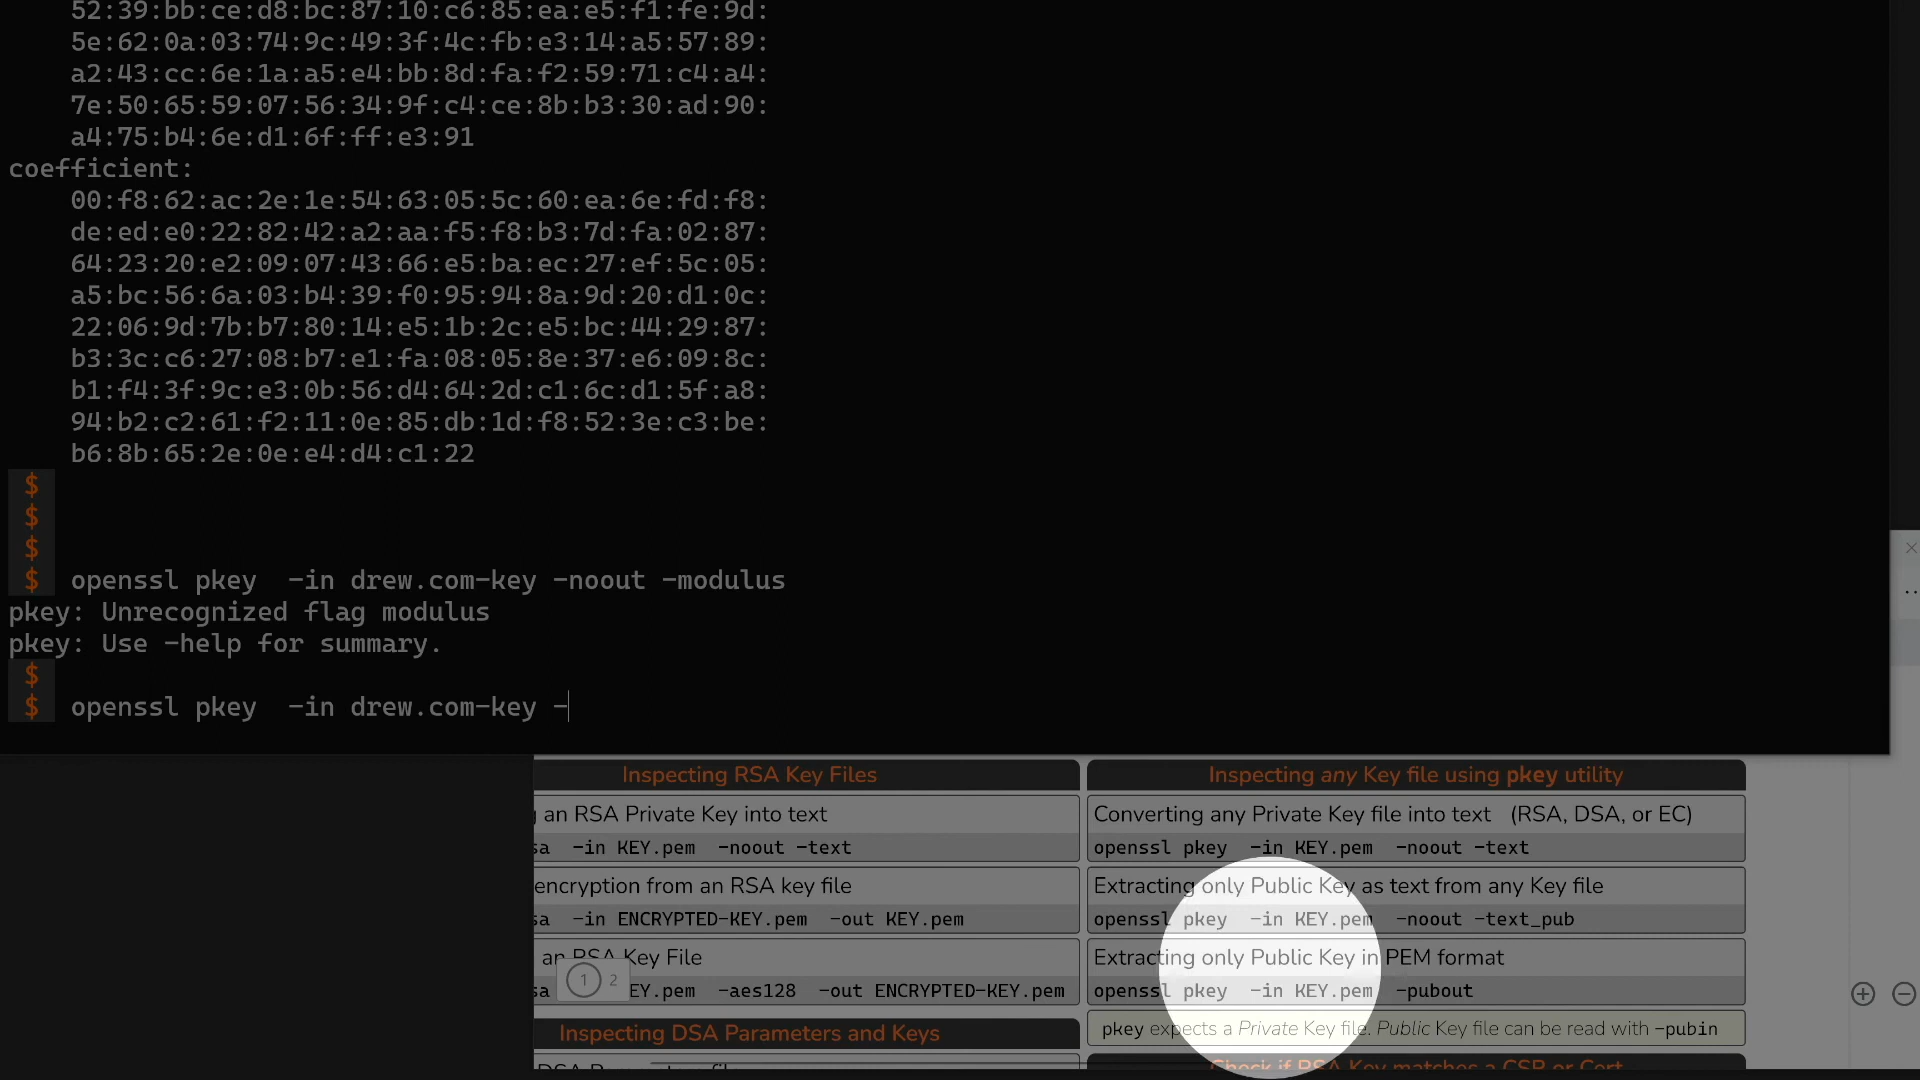 52:39:bb:ce:d8:bc:87:10:c6:85:ea:e5:f1:fe:9d:
5e:62:0a:03:74:9c:49:3f:4c:fb:e3:14:a5:57:89:
a2:43:cc:6e:1a:a5:e4:bb:8d:fa:f2:59:71:c4:a4:
7e:50:65:59:07:56:34:9f:c4:ce:8b:b3:30:ad:90:
a4:75:b4:6e:d1:6f:ff:e3:91
coefficient:
00:f8:62:ac:2e:1e:54:63:05:5c:60:ea:6e:fd:f8:
de:ed:e0:22:82:42:a2:aa:f5:f8:b3:7d:fa:02:87:
64:23:20:e2:09:07:43:66:e5:ba:ec:27:ef:5c:05:
a5:bc:56:6a:03:b4:39:f0:95:94:8a:9d:20:d1:0c:
22:06:9d:7b:b7:80:14:e5:1b:2c:e5:bc:44:29:87:
b3:3c:c6:27:08:b7:e1:fa:08:05:8e:37:e6:09:8c:
b1:f4:3f:9c:e3:0b:56:d4:64:2d:c1:6c:d1:5f:a8:
94:b2:c2:61:f2:11:0e:85:db:1d:f8:52:3e:c3:be:
b6:8b:65:2e:0e:e4:d4:c1:22
$
$
$
$ openssl pkey -in drew.com-key -noout -modulus
pkey: Unrecognized flag modulus
pkey: Use -help for summary.
$
$ openssl pkey -in drew.com-key -
Inspecting RSA Key Files
an RSA Private Key into text
sa -in KEY.pem -noout -text
encryption from an RSA key file
sa -in ENCRYPTED-KEY.pem -out KEY.pem
an RSA Key File
sa EY.pem -aes128 -out ENCRYPTED-KEY.pem
1 2
Inspecting DSA Parameters and Keys
Inspecting any Key file using pkey utility
Converting any Private Key file into text (RSA, DSA, or EC)
openssl pkey -in KEY.pem -noout -text
Extracting only Public Key as text from any Key file
openssl pkey -in KEY.pem -noout -text_pub
Extracting only Public Key in PEM format
openssl pkey -in KEY.pem -pubout
pkey expects a Private Key file. Public Key file can be read with -pubin
Check if RSA Key matches a CSR or Cert